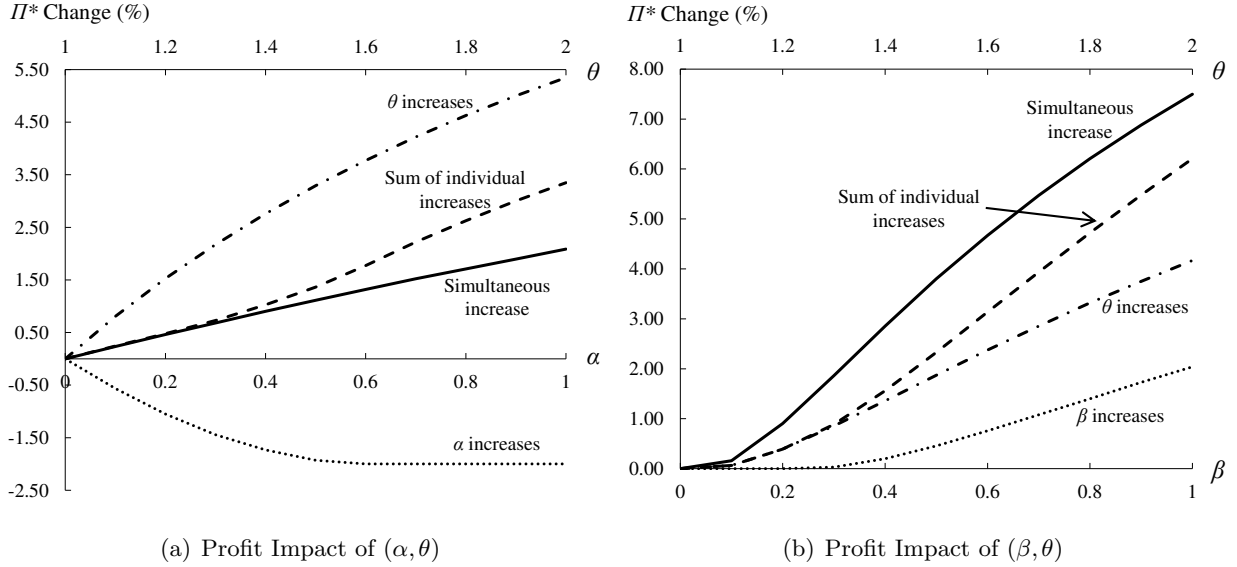 Π* Change (%)
1 1.2 1.4 1.6 1.8 2
θ
5.50
4.50
3.50
2.50
1.50
0.50
-0.50
-1.50
-2.50
θ increases
Sum of individual
increases
Simultaneous
increase
α
0 0.2 0.4 0.6 0.8 1
α increases
(a) Profit Impact of (α, θ)
Π* Change (%)
1 1.2 1.4 1.6 1.8 2
θ
8.00
7.00
6.00
5.00
4.00
3.00
2.00
1.00
0.00
Simultaneous
increase
Sum of individual
increases
θ increases
β increases
β
0 0.2 0.4 0.6 0.8 1
(b) Profit Impact of (β, θ)